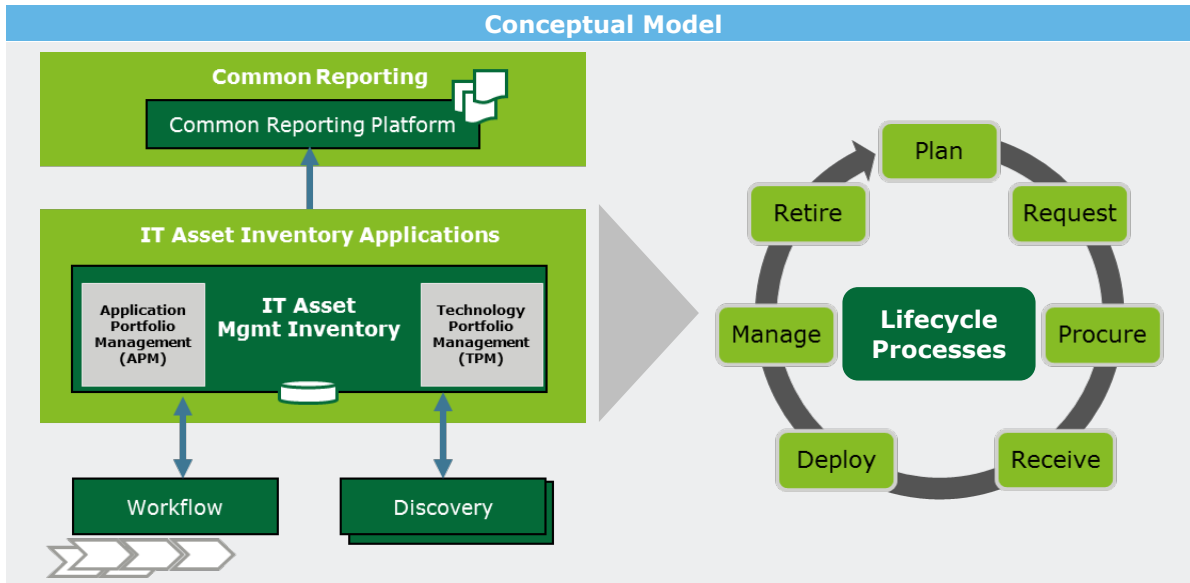 Conceptual Model
Common Reporting
Common Reporting Platform
IT Asset Inventory Applications
Application
Portfolio
Management
(APM)
IT Asset
Mgmt Inventory
Technology
Portfolio
Management
(TPM)
Workflow
Discovery
Plan
Request
Procure
Receive
Deploy
Manage
Retire
Lifecycle
Processes